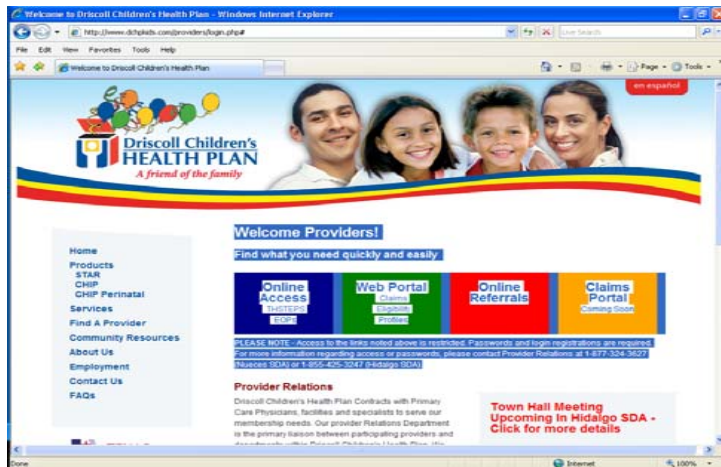 Welcome to Driscoll Children's Health Plan - Windows Internet Explorer
http://www.dchpkids.com/providers/login.php#
Live Search
File Edit View Favorites Tools Help
Welcome to Driscoll Children's Health Plan
Page Tools
en español
Driscoll Children's
HEALTH PLAN
A friend of the family
Welcome Providers!
Find what you need quickly and easily
Home
Products
STAR
CHIP
CHIP Perinatal
Services
Find A Provider
Community Resources
About Us
Employment
Contact Us
FAQs
Online
Access
THSTEPS
EOPs
Web Portal
Claims
Eligibility
Profiles
Online
Referrals
Claims
Portal
Coming Soon
PLEASE NOTE - Access to the links noted above is restricted. Passwords and login registrations are required.
For more information regarding access or passwords, please contact Provider Relations at 1-877-324-3627
(Nueces SDA) or 1-855-425-3247 (Hidalgo SDA).
Provider Relations
Driscoll Children's Health Plan Contracts with Primary
Care Physicians, facilities and specialists to serve our
membership needs. Our provider Relations Department
is the primary liaison between participating providers and
Town Hall Meeting
Upcoming In Hidalgo SDA -
Click for more details
Done
Internet
100%